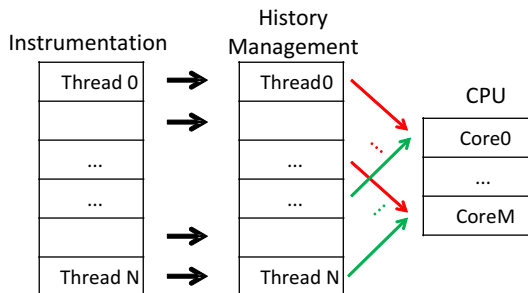 Instrumentation
Thread 0
...
...
Thread N
History
Management
Thread0
...
...
Thread N
...
...
CPU
Core0
...
CoreM